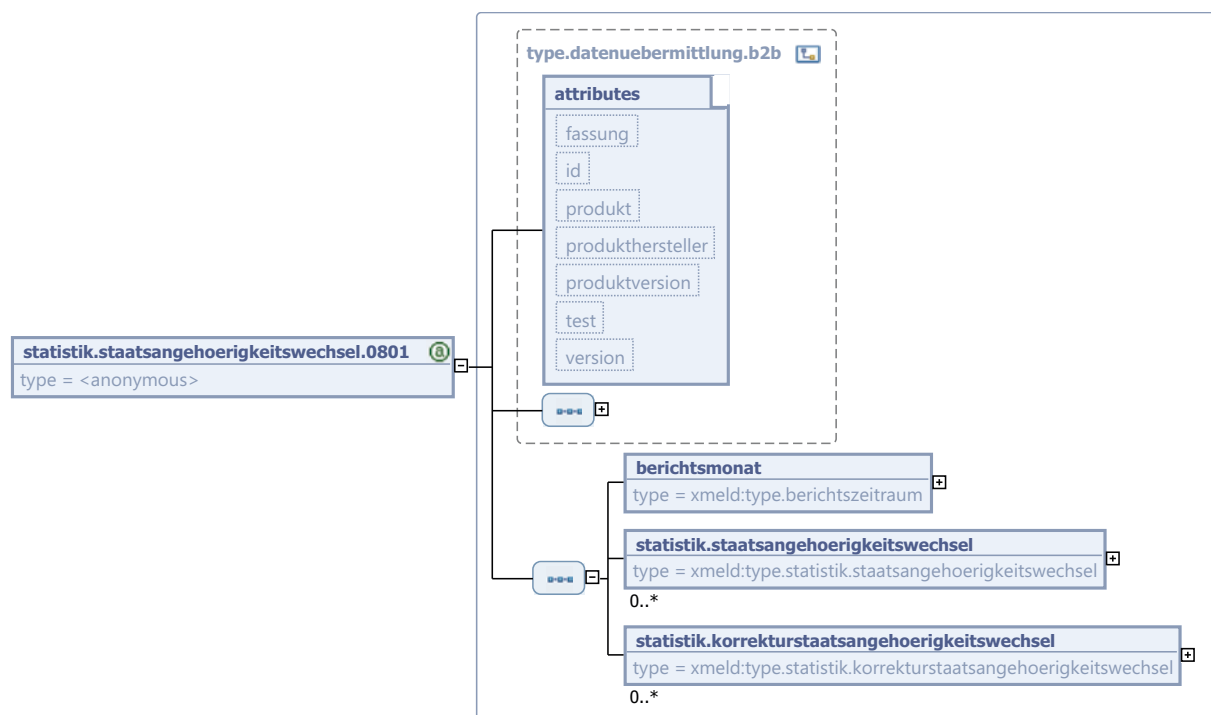 type.datenuebermittlung.b2b
attributes
fassung
id
produkt
produkthersteller
produktversion
test
version
statistik.staatsangehoerigkeitswechsel.0801 @
type = <anonymous>
berichtsmonat
type = xmeld:type.berichtszeitraum
statistik.staatsangehoerigkeitswechsel
type = xmeld:type.statistik.staatsangehoerigkeitswechsel
0..*
statistik.korrekturstaatsangehoerigkeitswechsel
type = xmeld:type.statistik.korrekturstaatsangehoerigkeitswechsel
0..*